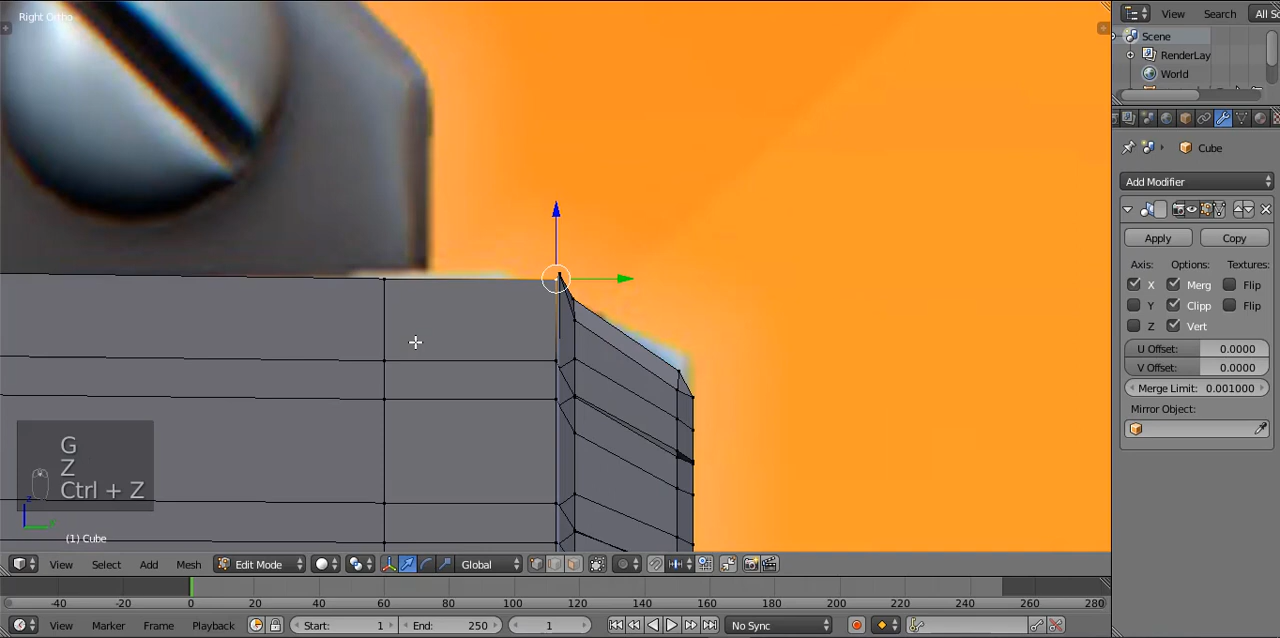 Right Ortho
View Search All Sc
Scene
RenderLay
World
Cube
Add Modifier
Apply Copy
Axis: Options: Textures:
X Merg Flip
Y Clipp Flip
Z Vert
U Offset: 0.0000
V Offset: 0.0000
Merge Limit: 0.001000
Mirror Object:
G
Z
Ctrl + Z
(1) Cube
View Select Add Mesh Edit Mode Global
-40 -20 0 20 40 60 80 100 120 140 160 180 200 220 240 260 280
View Marker Frame Playback Start: 1 End: 250 1 No Sync